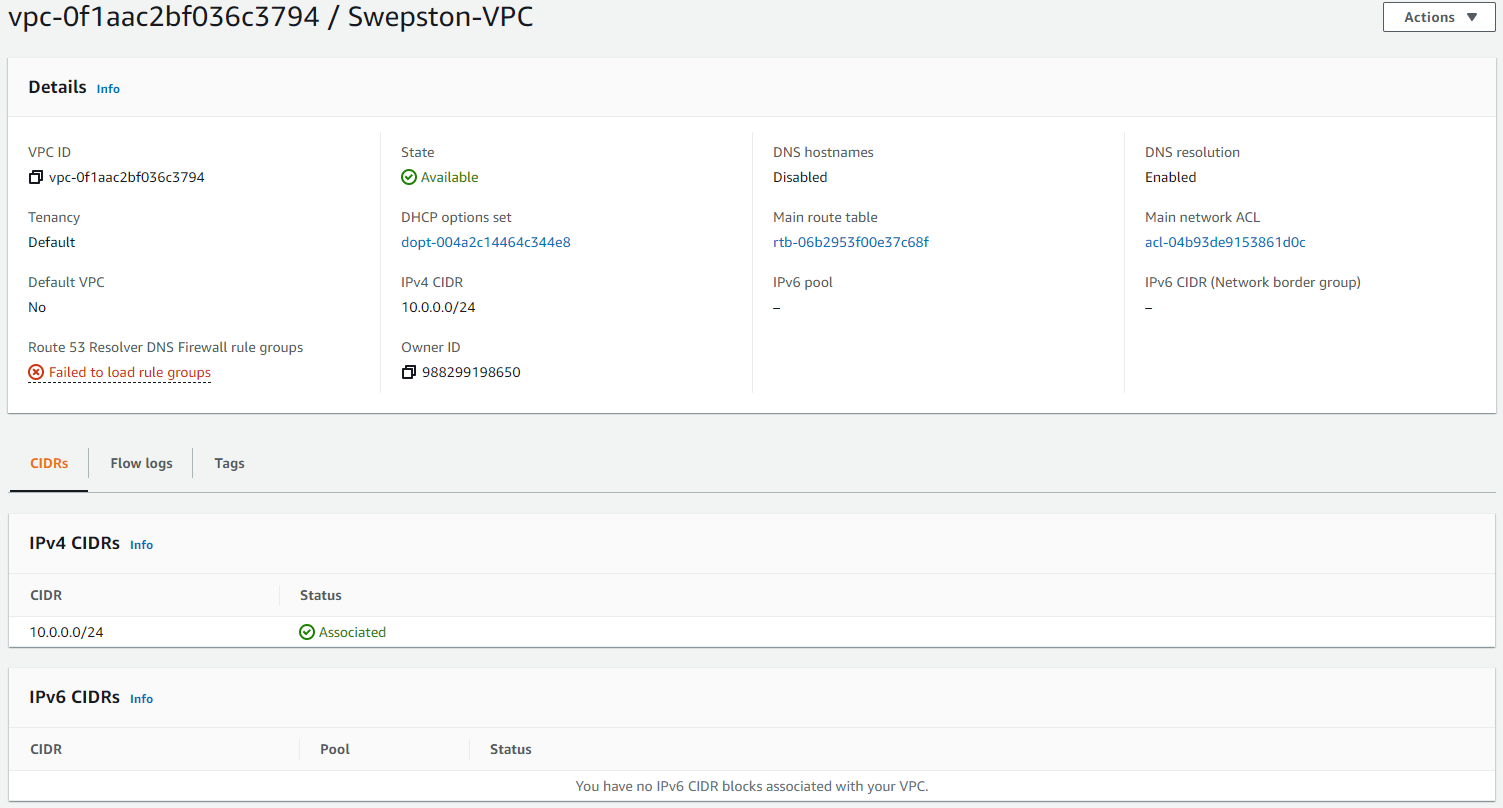 vpc-0f1aac2bf036c3794 / Swepston-VPC
Actions
Details Info
VPC ID
vpc-0f1aac2bf036c3794
State
Available
DNS hostnames
Disabled
DNS resolution
Enabled
Tenancy
Default
DHCP options set
dopt-004a2c14464c344e8
Main route table
rtb-06b2953f00e37c68f
Main network ACL
acl-04b93de9153861d0c
Default VPC
No
IPv4 CIDR
10.0.0.0/24
IPv6 pool
–
IPv6 CIDR (Network border group)
–
Route 53 Resolver DNS Firewall rule groups
Failed to load rule groups
Owner ID
988299198650
CIDRs Flow logs Tags
IPv4 CIDRs Info
CIDR Status
10.0.0.0/24 Associated
IPv6 CIDRs Info
CIDR Pool Status
You have no IPv6 CIDR blocks associated with your VPC.